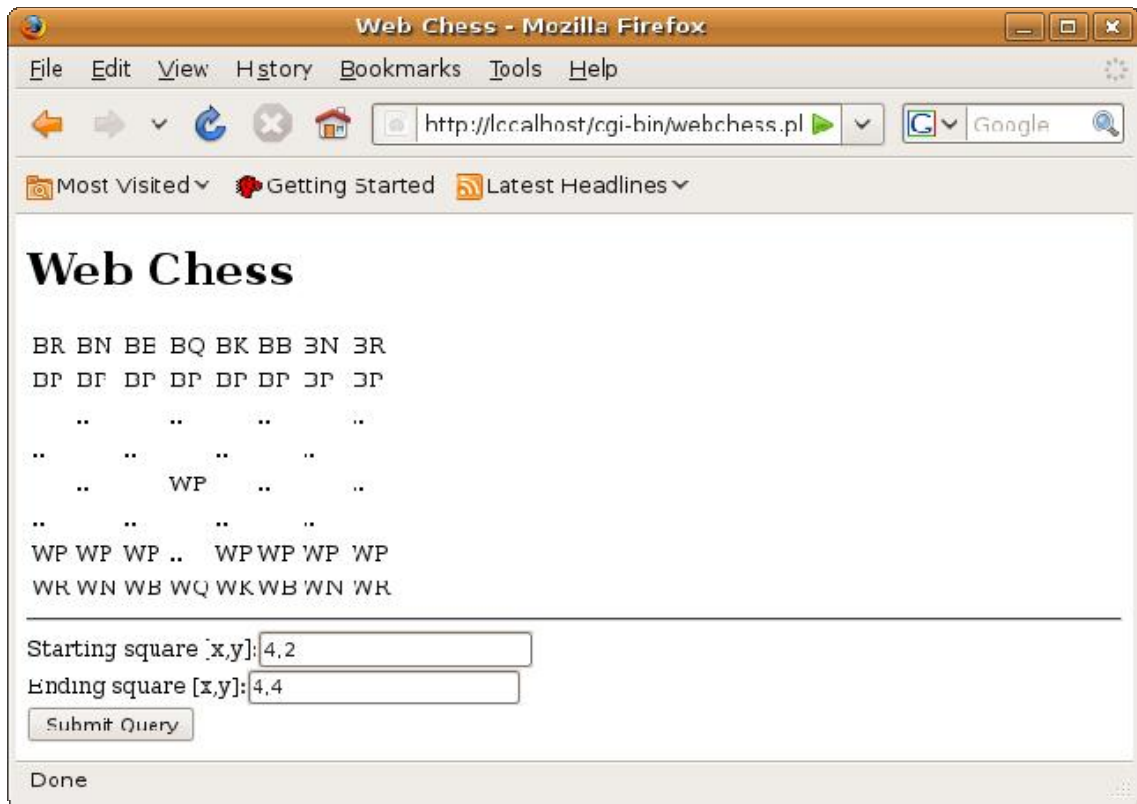 Web Chess - Mozilla Firefox
File Edit View History Bookmarks Tools Help
http://localhost/cgi-bin/webchess.pl G Google
Most Visited Getting Started Latest Headlines
Web Chess
BR BN BB BQ BK BB BN BR
BP BP BP BP BP BP BP BP
.. .. .. ..
.. .. .. ..
.. WP .. ..
.. .. .. ..
WP WP WP .. WP WP WP WP
WR WN WB WQ WK WB WN WR
Starting square [x,y]: 4,2
Ending square [x,y]: 4,4
Submit Query
Done